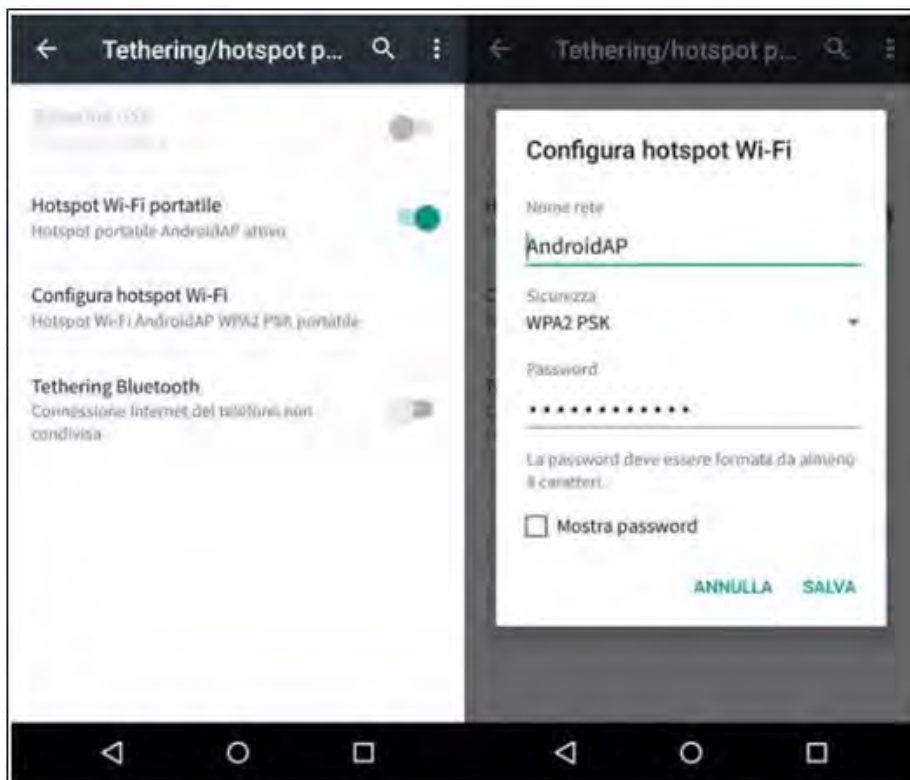 Tethering/hotspot p...
Hotspot Wi-Fi portatile
Hotspot portatile AndroidAP attivo
Configura hotspot Wi-Fi
Hotspot Wi-Fi AndroidAP WPA2 PSK portatile
Tethering Bluetooth
Connessione Internet del telefono non
condivisa
Tethering/hotspot p...
Configura hotspot Wi-Fi
Nome rete
AndroidAP
Sicurezza
WPA2 PSK
Password
••••••••••••
La password deve essere formata da almeno
8 caratteri.
Mostra password
ANNULLA SALVA